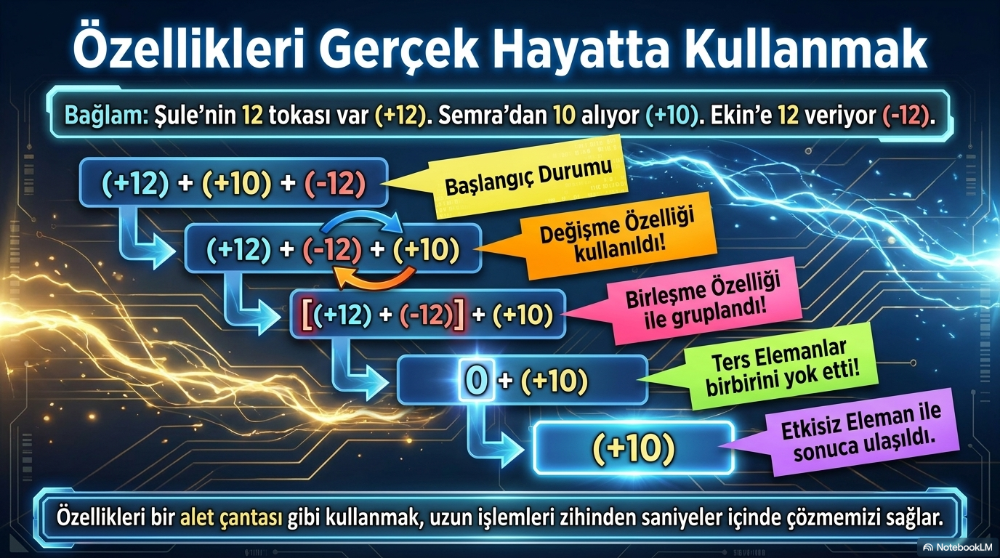 Özellikleri Gerçek Hayatta Kullanmak
Bağlam: Şule'nin 12 tokası var (+12). Semra'dan 10 alıyor (+10). Ekin'e 12 veriyor (-12).
(+12) + (+10) + (-12)
Başlangıç Durumu
(+12) + (-12) + (+10)
Değişme Özelliği
kullanıldı!
[(+12) + (-12)] + (+10)
Birleşme Özelliği
ile gruplandı!
0 + (+10)
Ters Elemanlar
birbirini yok etti!
(+10)
Etkisiz Eleman ile
sonuca ulaşıldı.
Özellikleri bir alet çantası gibi kullanmak, uzun işlemleri zihinden saniyeler içinde çözmemizi sağlar.
NotebookLM